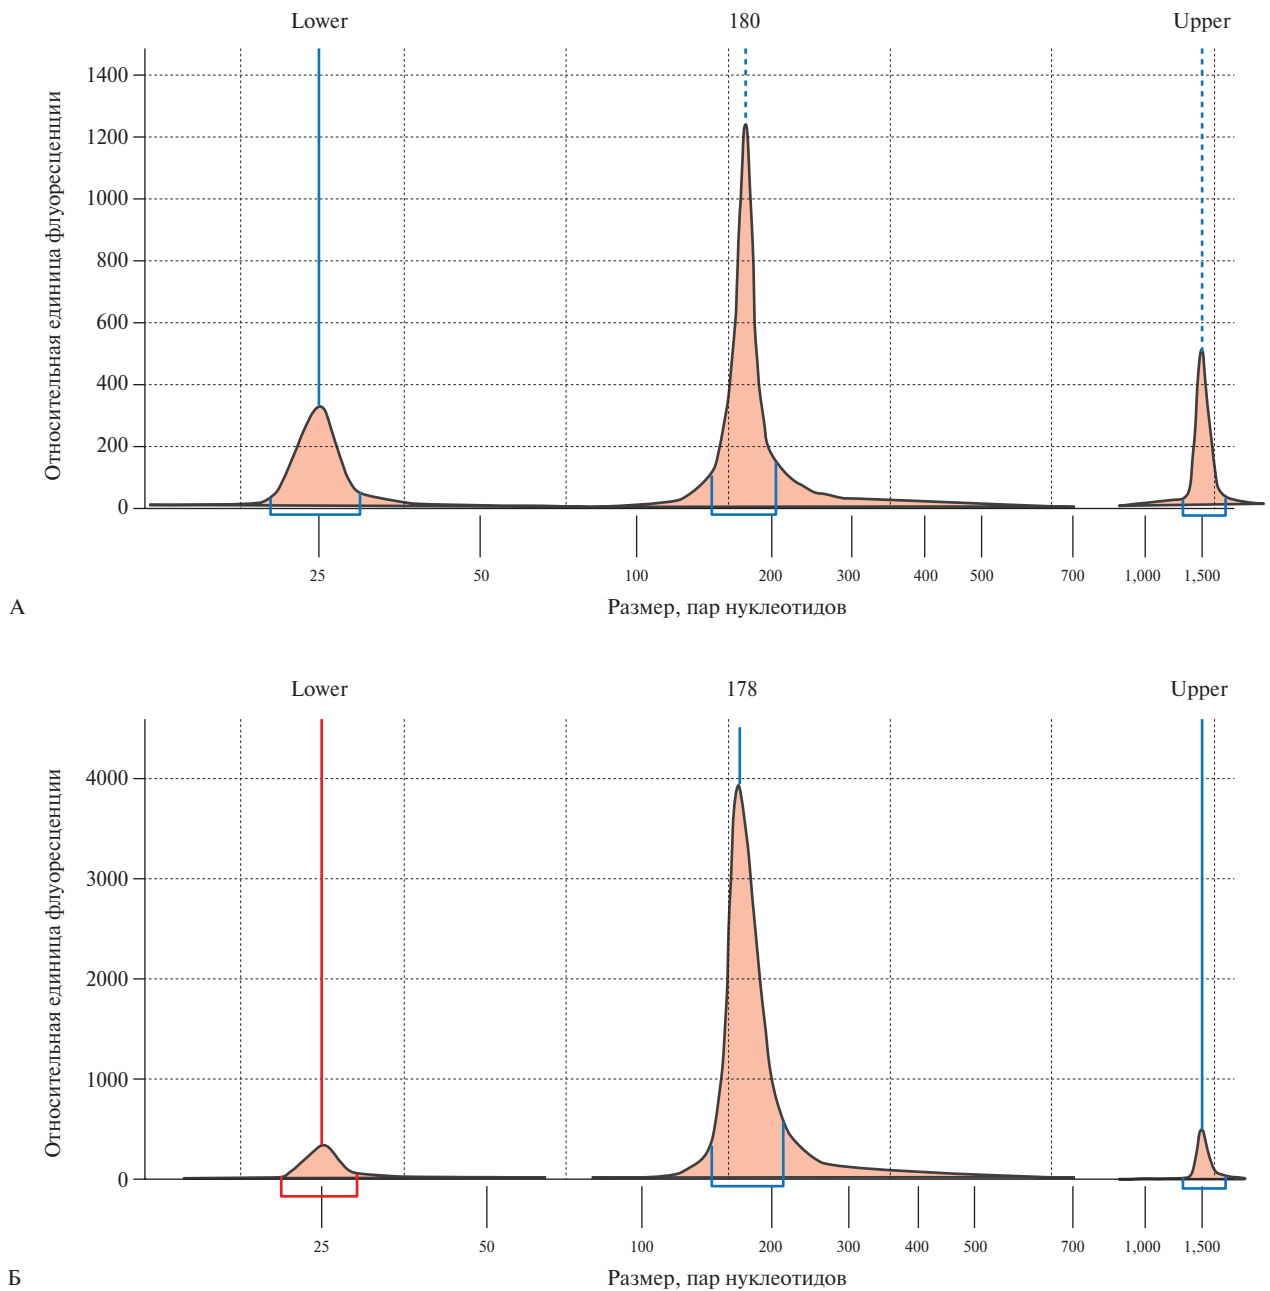 Lower 180 Upper
Относительная единица флуоресценции
1400
1200
1000
800
600
400
200
0
25 50 100 200 300 400 500 700 1,000 1,500
А
Размер, пар нуклеотидов
Lower 178 Upper
Относительная единица флуоресценции
4000
3000
2000
1000
0
25 50 100 200 300 400 500 700 1,000 1,500
Б
Размер, пар нуклеотидов